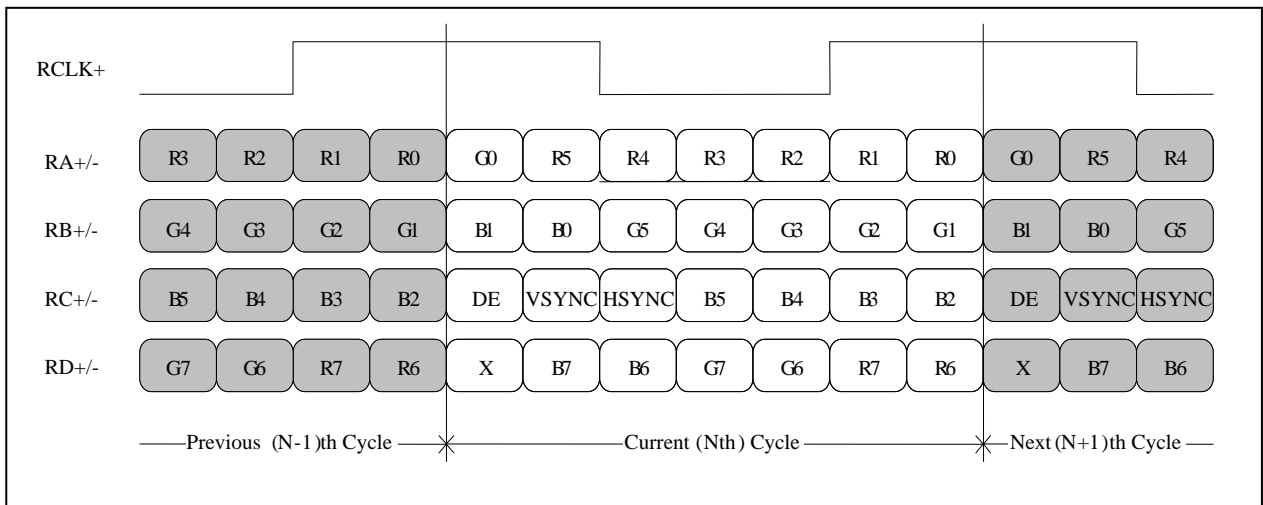 RCLK+
RA+/- R3 R2 R1 R0 G0 R5 R4 R3 R2 R1 R0 G0 R5 R4
RB+/- G4 G3 G2 G1 B1 B0 G5 G4 G3 G2 G1 B1 B0 G5
RC+/- B5 B4 B3 B2 DE VSYNC HSYNC B5 B4 B3 B2 DE VSYNC HSYNC
RD+/- G7 G6 R7 R6 X B7 B6 G7 G6 R7 R6 X B7 B6
Previous (N-1)th Cycle Current (Nth) Cycle Next (N+1)th Cycle